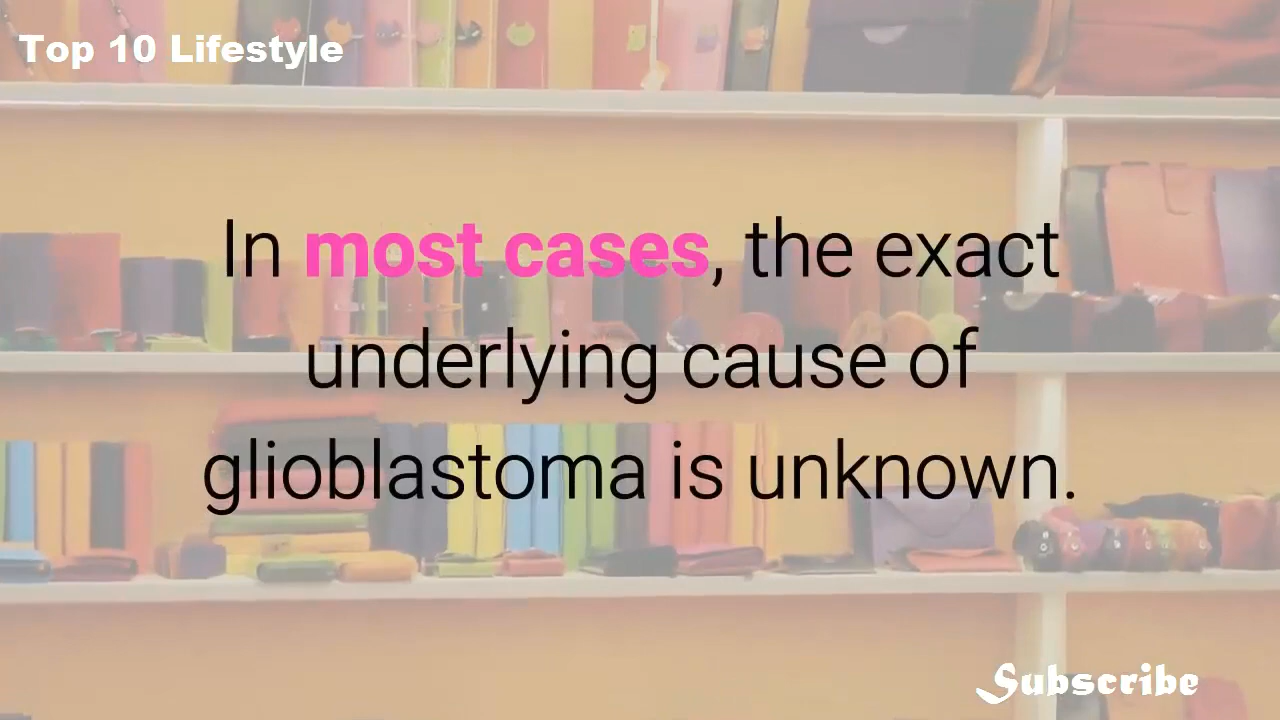 Top 10 Lifestyle
In most cases, the exact
underlying cause of
glioblastoma is unknown.
Subscribe